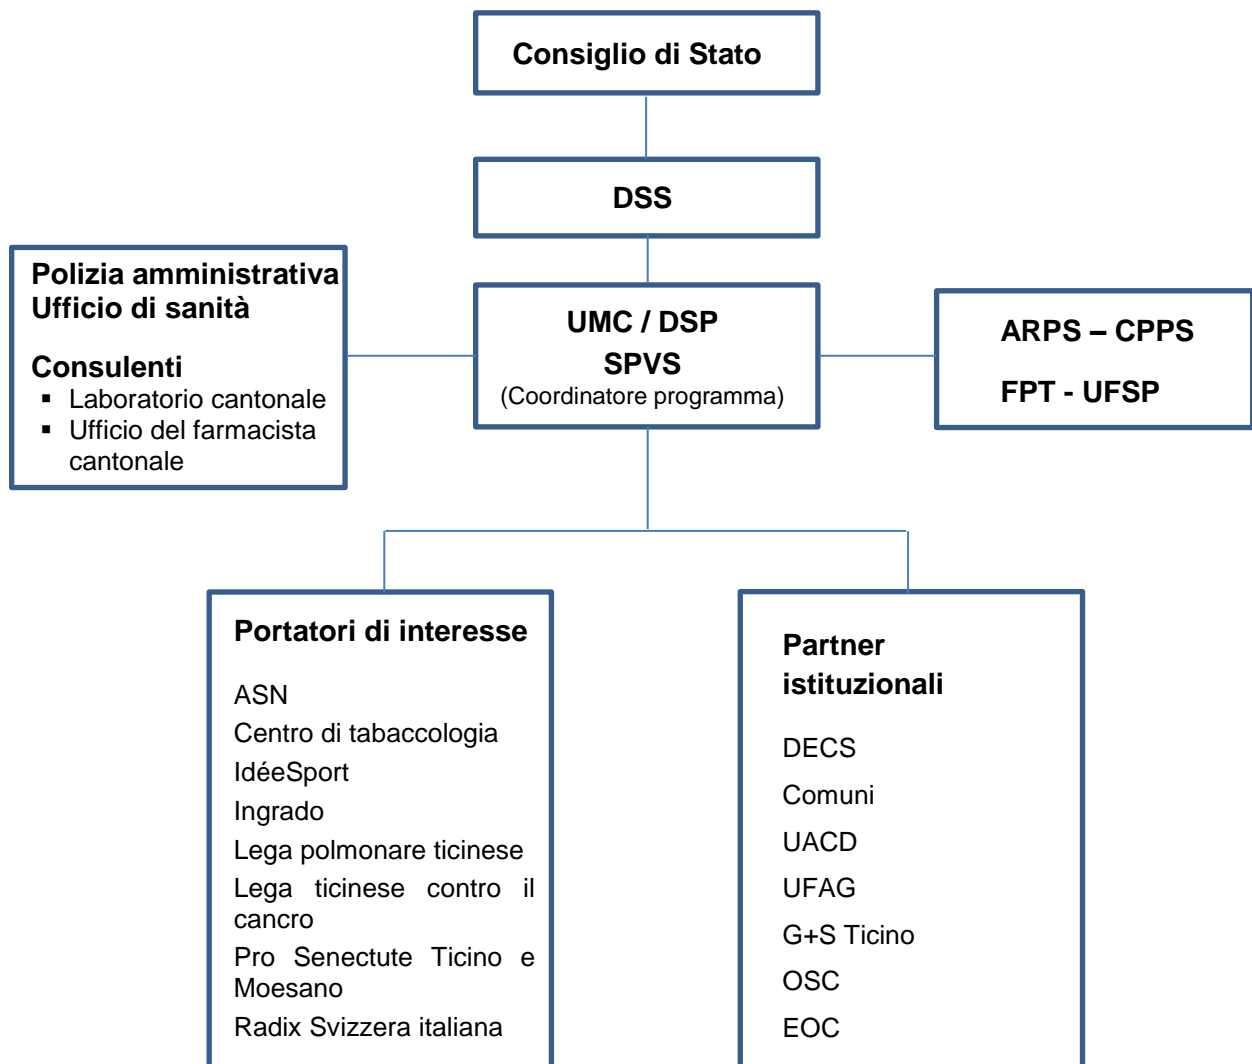 Consiglio di Stato
DSS
Polizia amministrativa
Ufficio di sanità
Consulenti
▪ Laboratorio cantonale
▪ Ufficio del farmacista
cantonale
UMC / DSP
SPVS
(Coordinatore programma)
ARPS – CPPS
FPT - UFSP
Portatori di interesse
ASN
Centro di tabaccologia
IdéeSport
Ingrado
Lega polmonare ticinese
Lega ticinese contro il
cancro
Pro Senectute Ticino e
Moesano
Radix Svizzera italiana
Partner
istituzionali
DECS
Comuni
UACD
UFAG
G+S Ticino
OSC
EOC